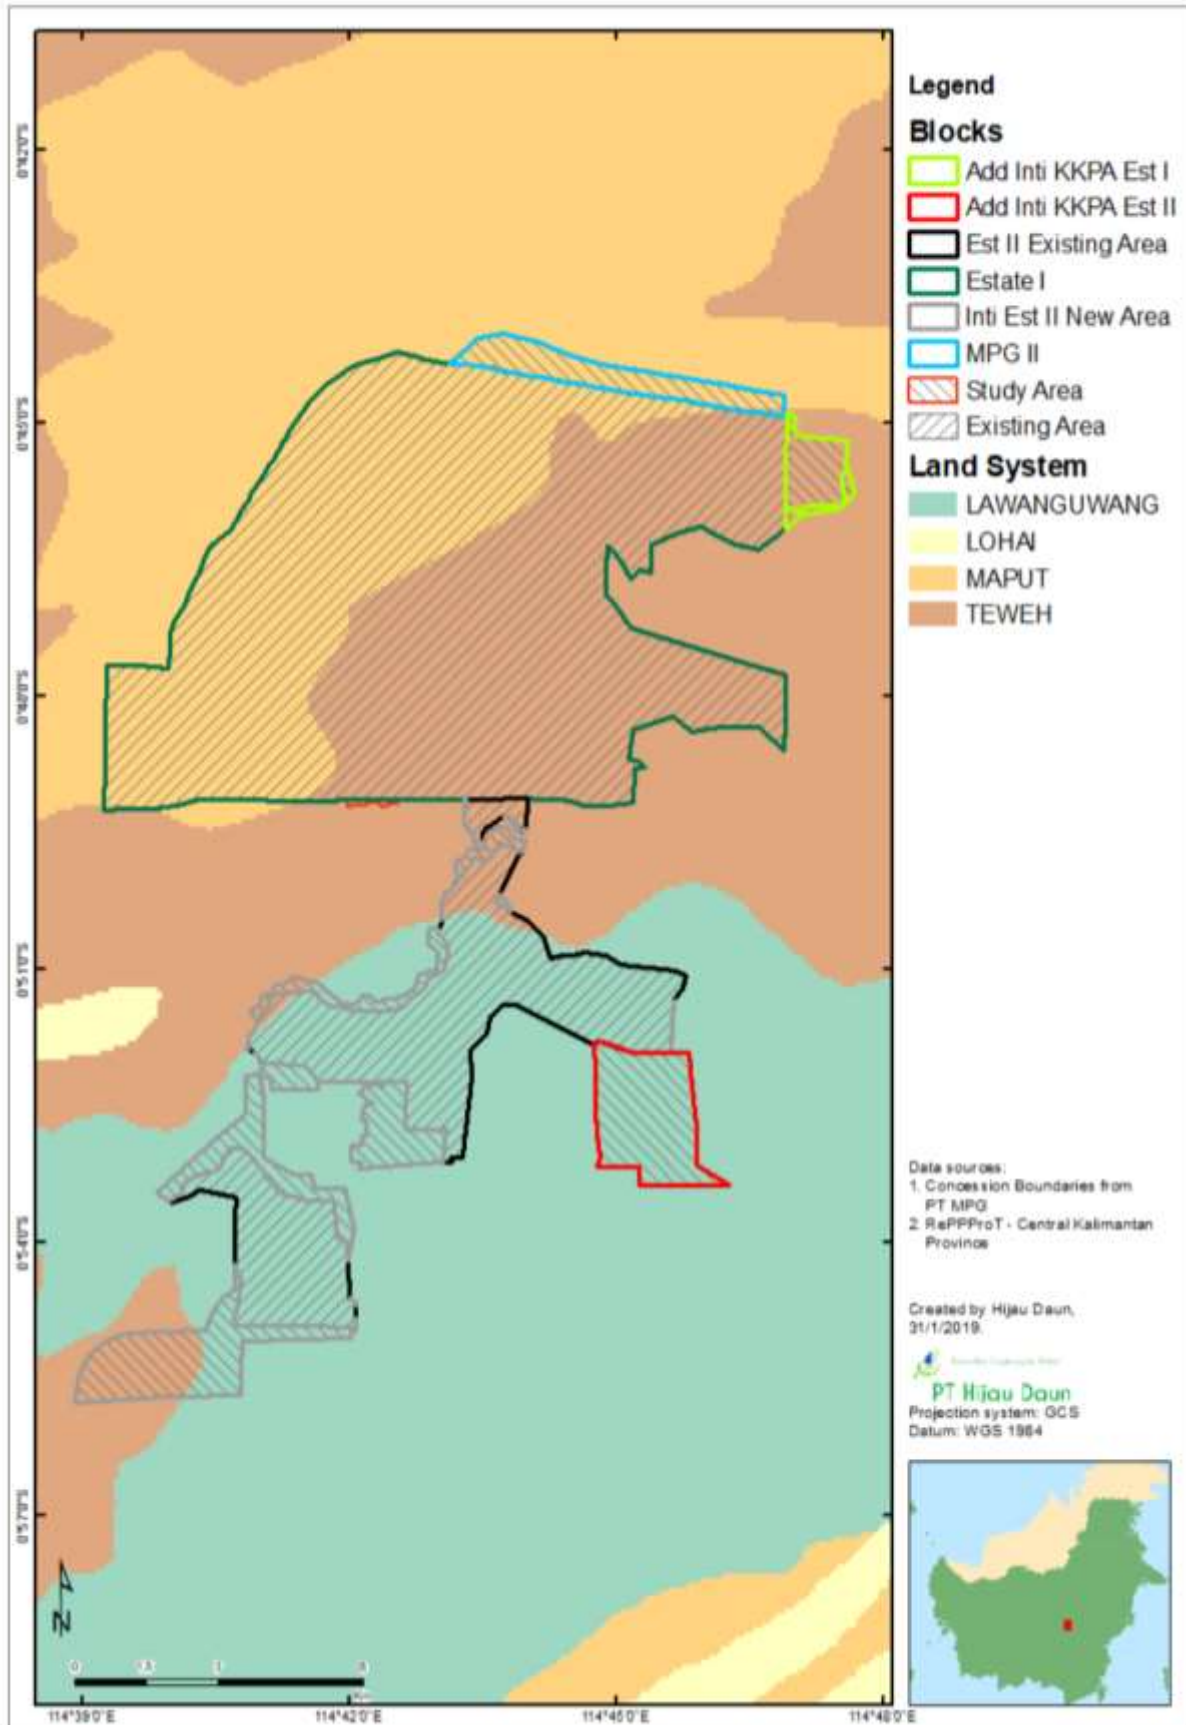 Legend
Blocks
Add Inti KKPA Est I
Add Inti KKPA Est II
Est II Existing Area
Estate I
Inti Est II New Area
MPG II
Study Area
Existing Area
Land System
LAWANGUWANG
LOHAI
MAPUT
TEWEH
Data sources:
1. Concession Boundaries from
PT MPG
2. RePPProT - Central Kalimantan
Province
Created by Hijau Daun,
31/1/2019.
PT Hijau Daun
Projection system: GCS
Datum: WGS 1984
N
0
114°39'0"E 114°42'0"E 114°45'0"E 114°48'0"E